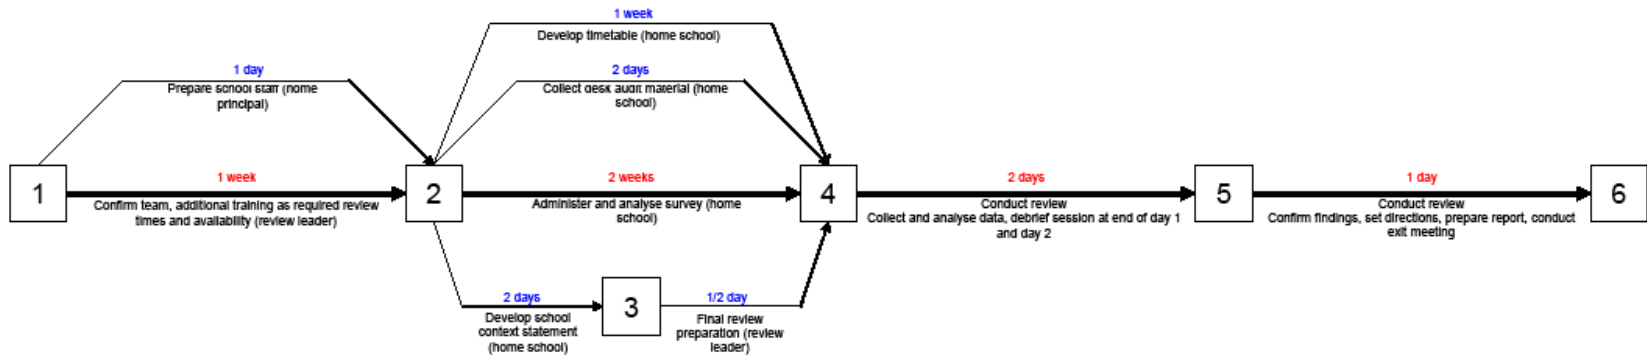 1 week
Develop timetable (home school)
1 day
Prepare school staff (home
principal)
2 days
Collect desk audit material (home
school)
1
1 week
Confirm team, additional training as required review
times and availability (review leader)
2
2 weeks
Administer and analyse survey (home
school)
4
2 days
Conduct review
Collect and analyse data, debrief session at end of day 1
and day 2
5
1 day
Conduct review
Confirm findings, set directions, prepare report, conduct
exit meeting
6
2 days
Develop school
context statement
(home school)
3
1/2 day
Final review
preparation (review
leader)